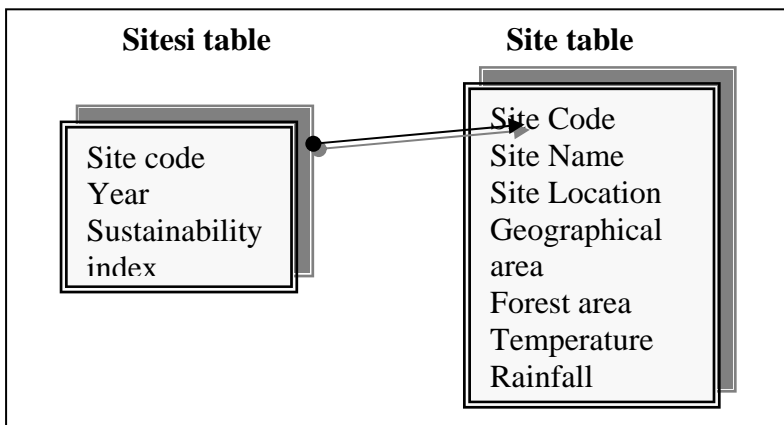 Sitesi table
Site table
Site code
Year
Sustainability
index
Site Code
Site Name
Site Location
Geographical
area
Forest area
Temperature
Rainfall